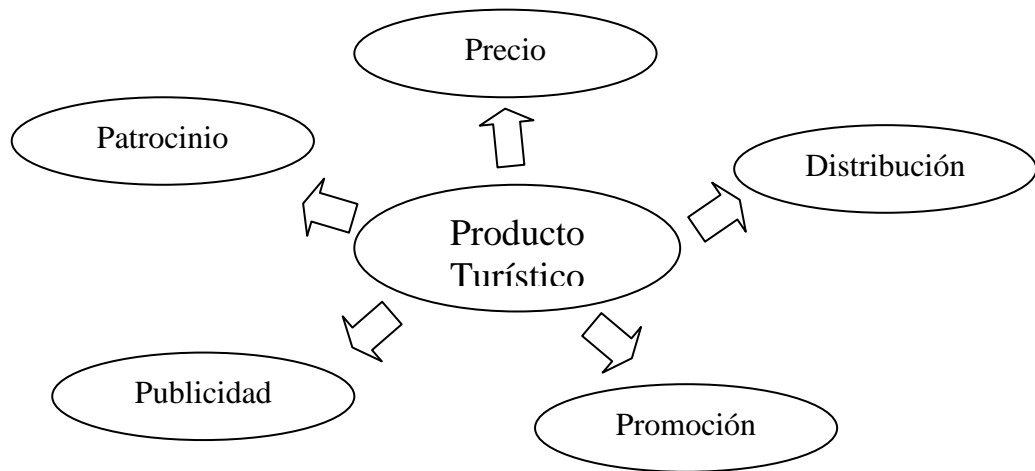 Precio
Patrocinio
Distribución
Producto
Turístico
Publicidad
Promoción